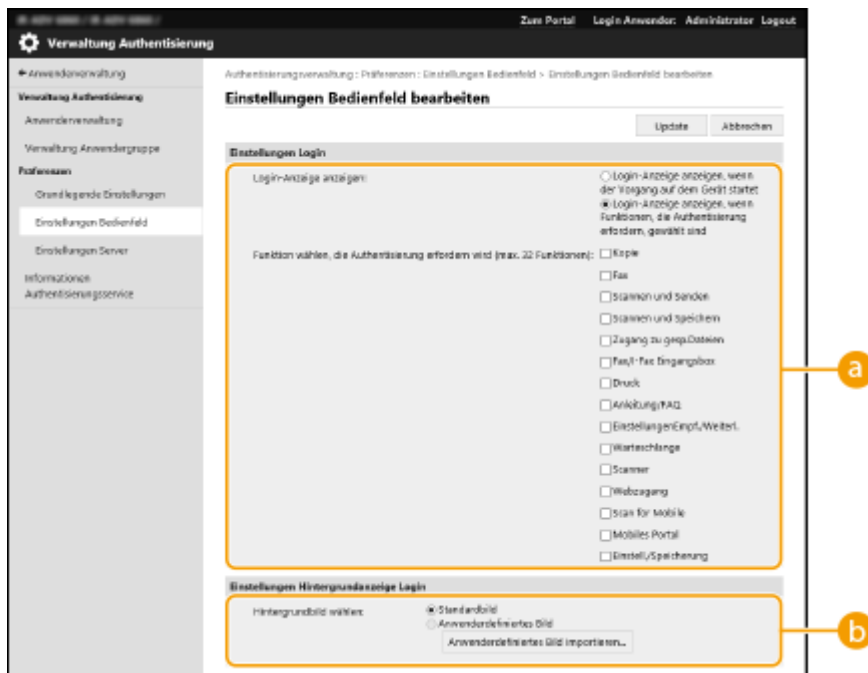 Zum Portal Login Anwender: Administrator Logout
Verwaltung Authentisierung
Anwenderverwaltung
Verwaltung Authentisierung
Anwenderverwaltung
Verwaltung Anwendergruppe
Präferenzen
Grundlegende Einstellungen
Einstellungen Bedienfeld
Einstellungen Server
Informationen
Authentisierungsservice
Authentisierungsverwaltung : Präferenzen : Einstellungen Bedienfeld > Einstellungen Bedienfeld bearbeiten
Einstellungen Bedienfeld bearbeiten
Update Abbrechen
Einstellungen Login
Login-Anzeige anzeigen:
Login-Anzeige anzeigen, wenn
der Vorgang auf dem Gerät startet
Login-Anzeige anzeigen, wenn
Funktionen, die Authentisierung
erfordern, gewählt sind
Funktion wählen, die Authentisierung erfordern wird (max. 32 Funktionen):
Kopie
Fax
Scannen und Senden
Scannen und Speichern
Zugang zu gesp.Dateien
Fax/I-Fax Eingangsbox
Druck
Anleitung/FAQ
EinstellungenEmpf./Weiterl.
Warteschlange
Scanner
Webzugang
Scan for Mobile
Mobiles Portal
Einstell./Speicherung
a
Einstellungen Hintergrundanzeige Login
Hintergrundbild wählen:
Standardbild
Anwenderdefiniertes Bild
Anwenderdefiniertes Bild importieren...
b